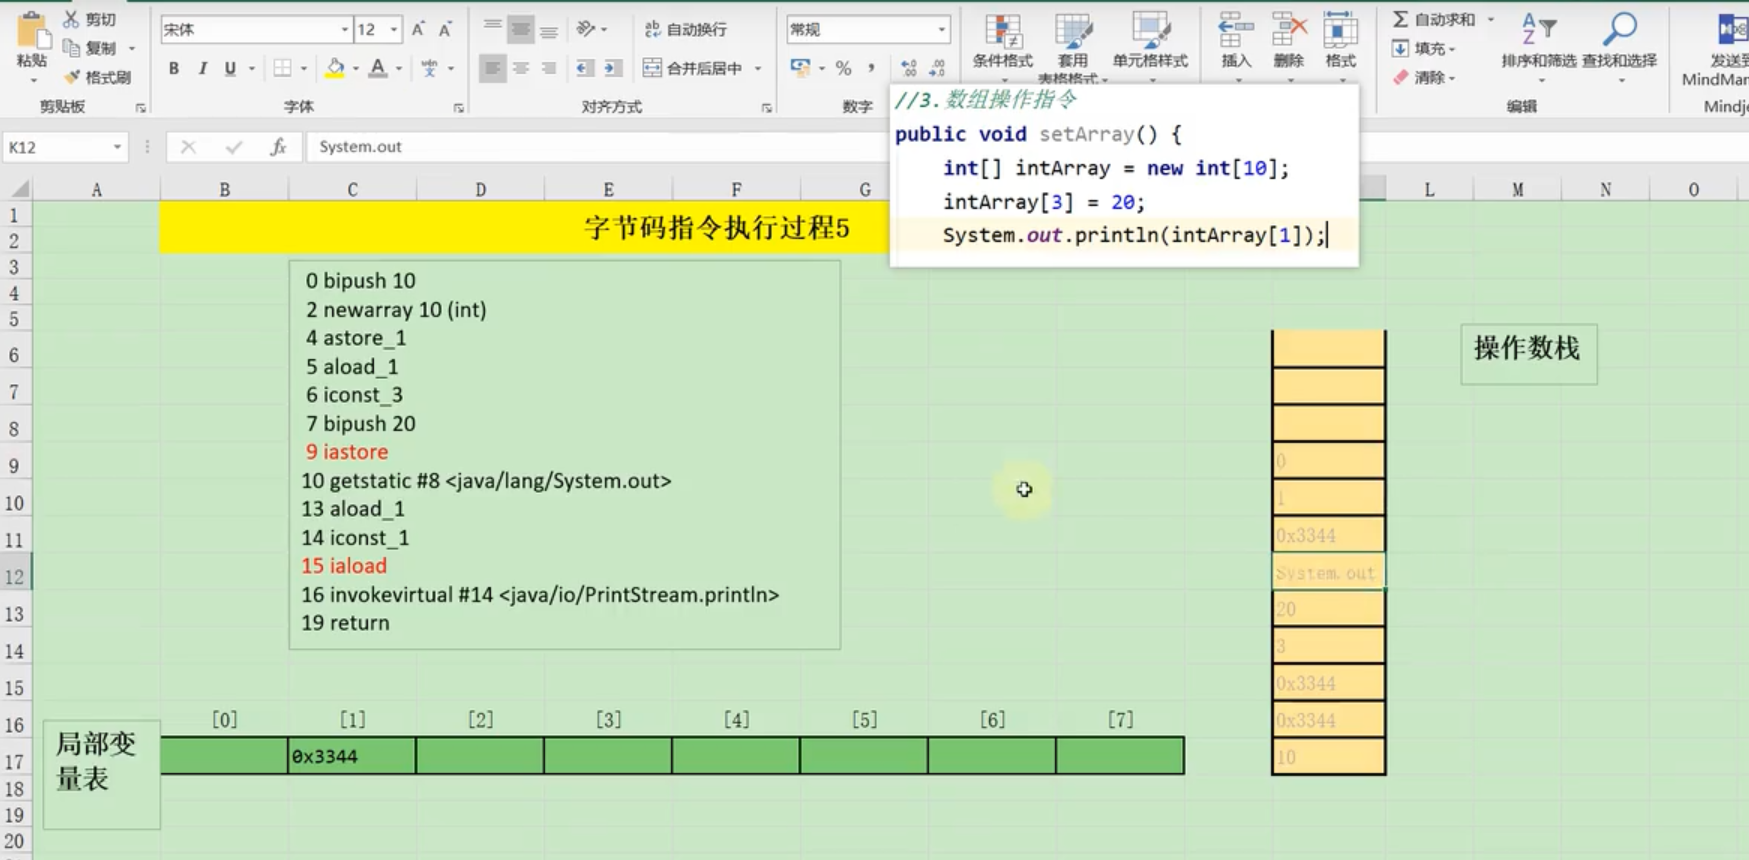 剪切
复制
格式刷
粘贴
剪贴板
宋体
12
A A
B I U
A
wén
字体
ab
自动换行
合并后居中
对齐方式
常规
%
数字
条件格式
套用
表格格式
单元格样式
插入
删除
格式
自动求和
填充
清除
排序和筛选
查找和选择
编辑
发送到
MindMan
Mindje
K12
fx
System.out
A B C D E F G L M N O
1
2
3
4
5
6
7
8
9
10
11
12
13
14
15
16
17
18
19
20
字节码指令执行过程5
//3.数组操作指令
public void setArray() {
int[] intArray = new int[10];
intArray[3] = 20;
System.out.println(intArray[1]);
0 bipush 10
2 newarray 10 (int)
4 astore_1
5 aload_1
6 iconst_3
7 bipush 20
9 iastore
10 getstatic #8 <java/lang/System.out>
13 aload_1
14 iconst_1
15 iaload
16 invokevirtual #14 <java/io/PrintStream.println>
19 return
操作数栈
0
1
0x3344
System.out
20
3
0x3344
0x3344
10
[0] [1] [2] [3] [4] [5] [6] [7]
局部变
量表
0x3344